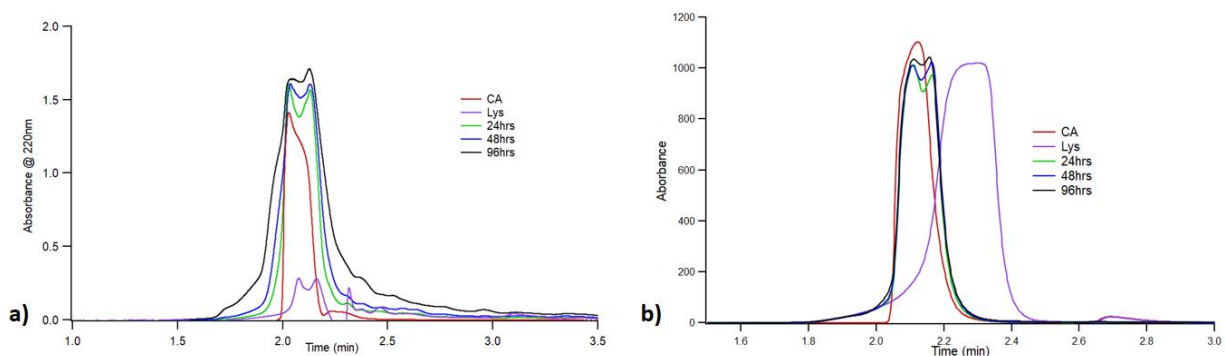 2.0
1.5
1.0
0.5
0.0
Absorbance @ 220nm
CA
Lys
24hrs
48hrs
96hrs
1.0
1.5
2.0
2.5
3.0
3.5
Time (min)
a)
1200
1000
800
600
400
200
0
Aborbance
CA
Lys
24hrs
48hrs
96hrs
1.6
1.8
2.0
2.2
2.4
2.6
2.8
3.0
Time (min)
b)